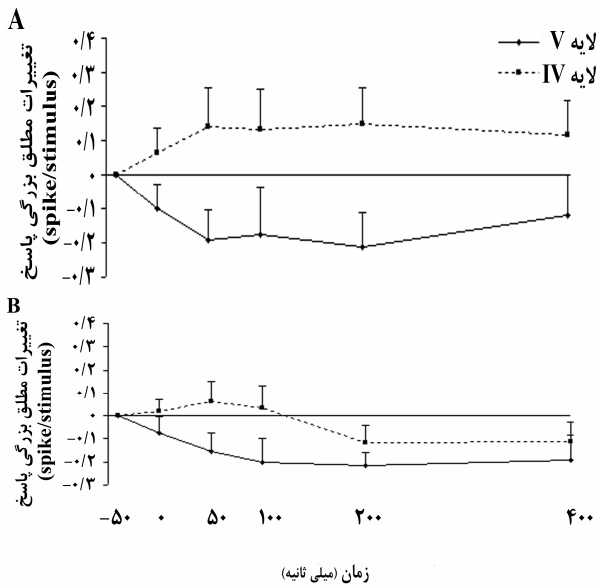 A
لایه V
لایه IV
تغییرات مطلق بزرگی پاسخ
(spike/stimulus)
۰/۴
۰/۳
۰/۲
۰/۱
۰
-۰/۱
-۰/۲
-۰/۳
B
تغییرات مطلق بزرگی پاسخ
(spike/stimulus)
۰/۴
۰/۳
۰/۲
۰/۱
۰
-۰/۱
-۰/۲
-۰/۳
-۵۰ ۰ ۵۰ ۱۰۰ ۲۰۰ ۴۰۰
زمان (میلی ثانیه)